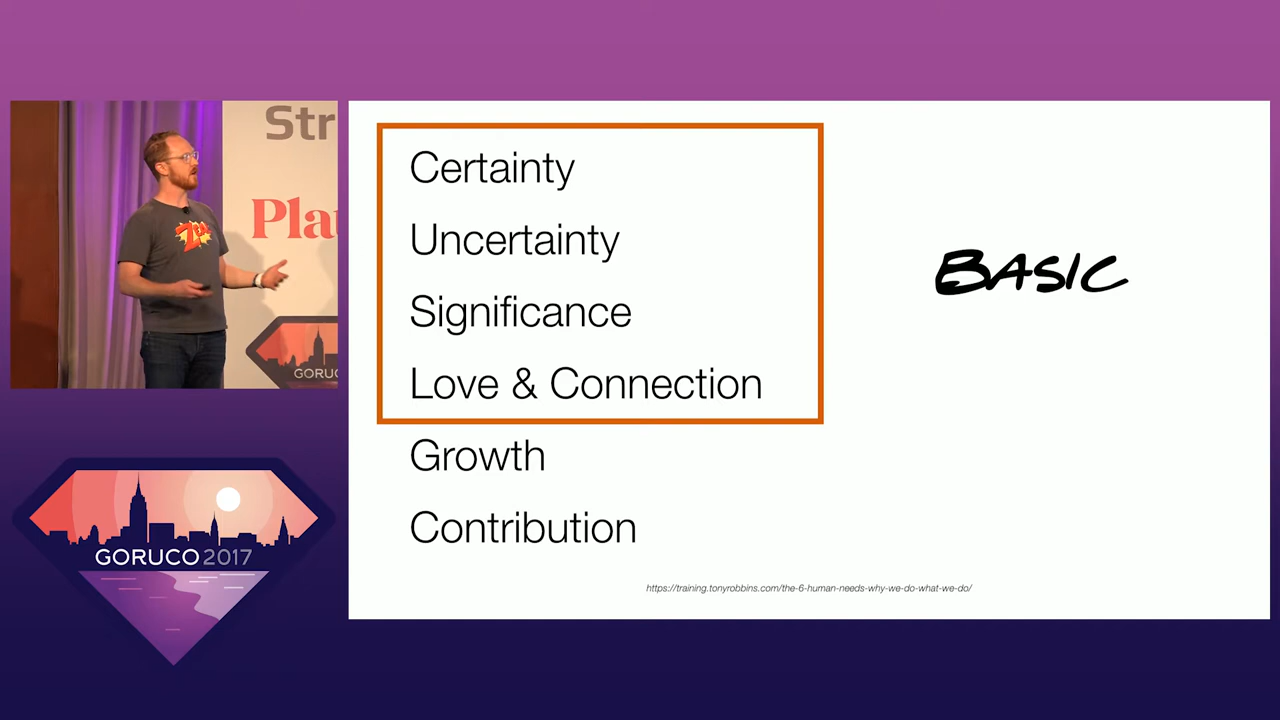 Str
Pla
GORUC
ZEA
GORUCO 2017
Certainty
Uncertainty
Significance
Love & Connection
Growth
Contribution
BASIC
https://training.tonyrobbins.com/the-6-human-needs-why-we-do-what-we-do/